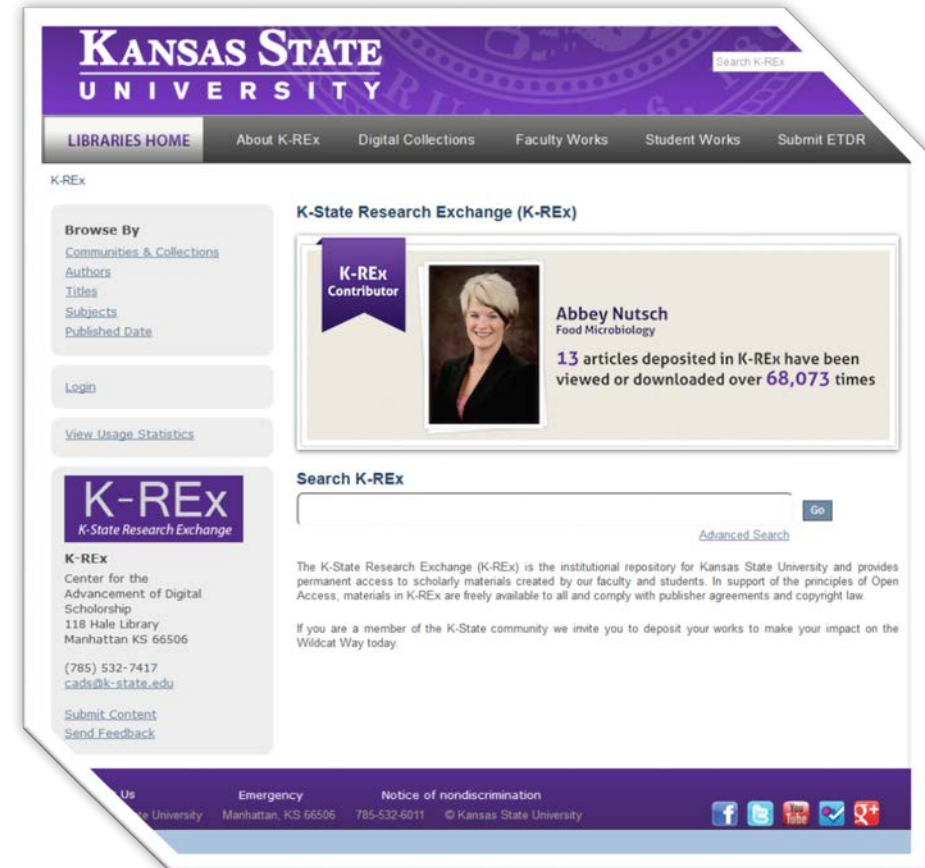 KANSAS STATE
UNIVERSITY
Search K-REx
LIBRARIES HOME
About K-REx
Digital Collections
Faculty Works
Student Works
Submit ETDR
K-REx
Browse By
Communities & Collections
Authors
Titles
Subjects
Published Date
Login
View Usage Statistics
K-REx
K-State Research Exchange
K-REx
Center for the
Advancement of Digital
Scholorship
118 Hale Library
Manhattan KS 66506
(785) 532-7417
cads@k-state.edu
Submit Content
Send Feedback
K-State Research Exchange (K-REx)
K-REx
Contributor
Abbey Nutsch
Food Microbiology
13 articles deposited in K-REx have been
viewed or downloaded over 68,073 times
Search K-REx
Go
Advanced Search
The K-State Research Exchange (K-REx) is the institutional repository for Kansas State University and provides
permanent access to scholarly materials created by our faculty and students. In support of the principles of Open
Access, materials in K-REx are freely available to all and comply with publisher agreements and copyright law.
If you are a member of the K-State community we invite you to deposit your works to make your impact on the
Wildcat Way today.
Us
Emergency
Notice of nondiscrimination
University
Manhattan, KS 66506
785-532-6011
© Kansas State University
f
You
Tube
g+